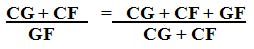 CG + CF = CG + CF + GF
GF CG + CF